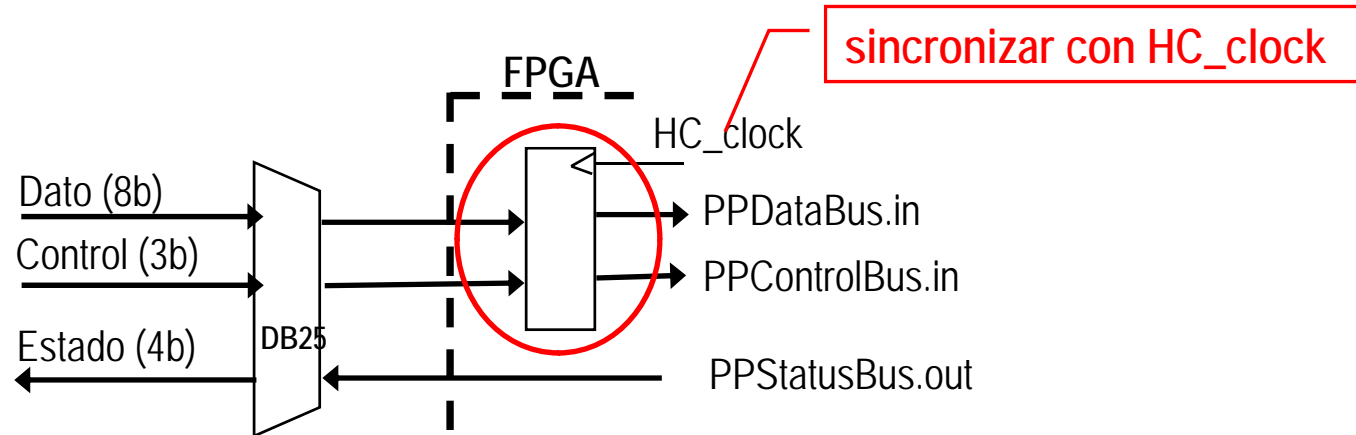 sincronizar con HC_clock
FPGA
HC_clock
Dato (8b)
PPDataBus.in
Control (3b)
PPControlBus.in
DB25
Estado (4b)
PPStatusBus.out